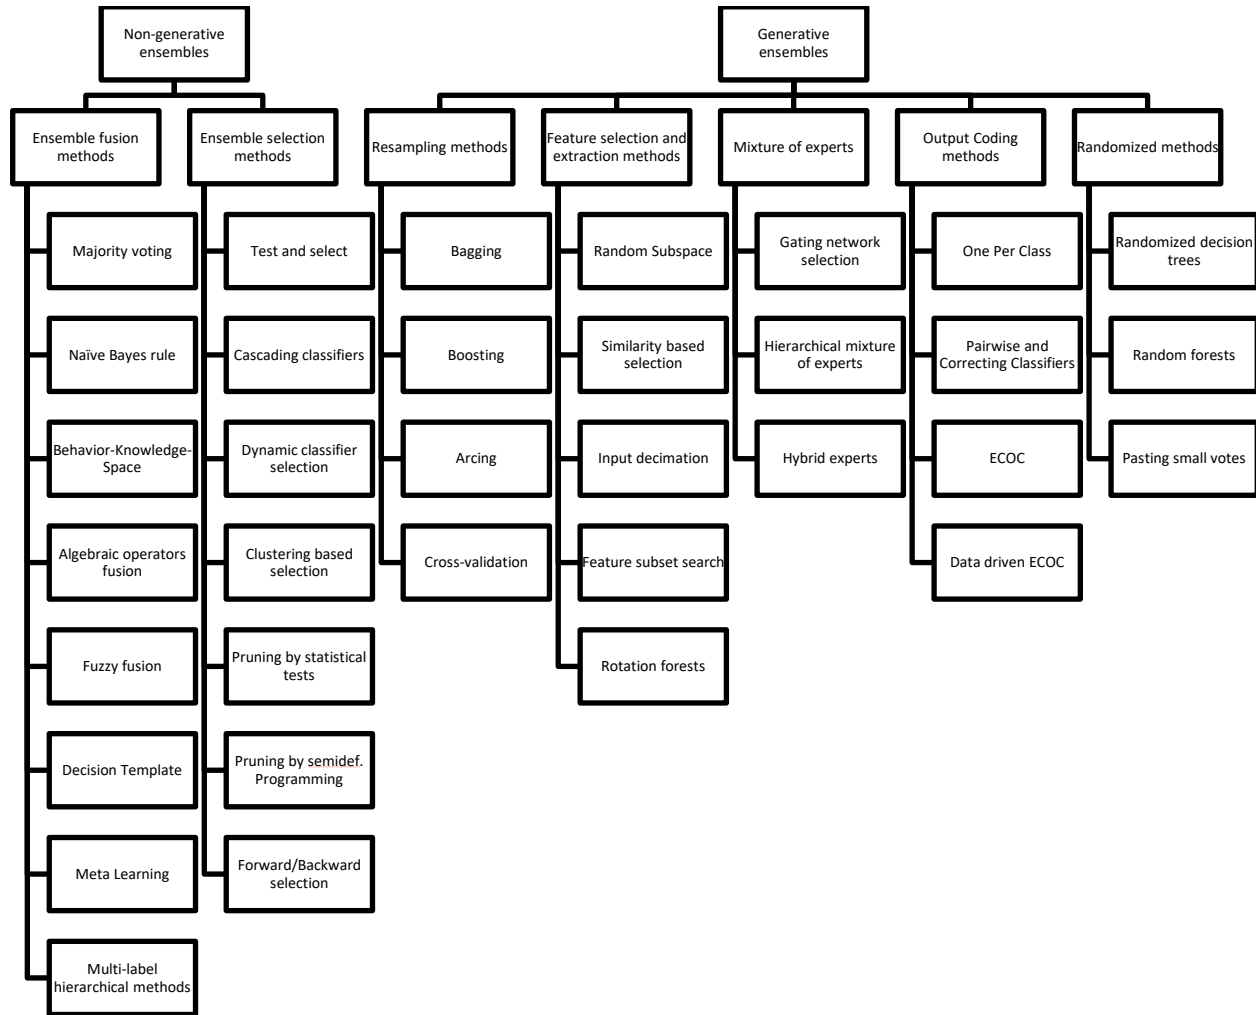 Non-generative
ensembles
Generative
ensembles
Ensemble fusion
methods
Ensemble selection
methods
Resampling methods
Feature selection and
extraction methods
Mixture of experts
Output Coding
methods
Randomized methods
Majority voting
Naïve Bayes rule
Behavior-Knowledge-
Space
Algebraic operators
fusion
Fuzzy fusion
Decision Template
Meta Learning
Multi-label
hierarchical methods
Test and select
Cascading classifiers
Dynamic classifier
selection
Clustering based
selection
Pruning by statistical
tests
Pruning by semidef.
Programming
Forward/Backward
selection
Bagging
Boosting
Arcing
Cross-validation
Random Subspace
Similarity based
selection
Input decimation
Feature subset search
Rotation forests
Gating network
selection
Hierarchical mixture
of experts
Hybrid experts
One Per Class
Pairwise and
Correcting Classifiers
ECOC
Data driven ECOC
Randomized decision
trees
Random forests
Pasting small votes